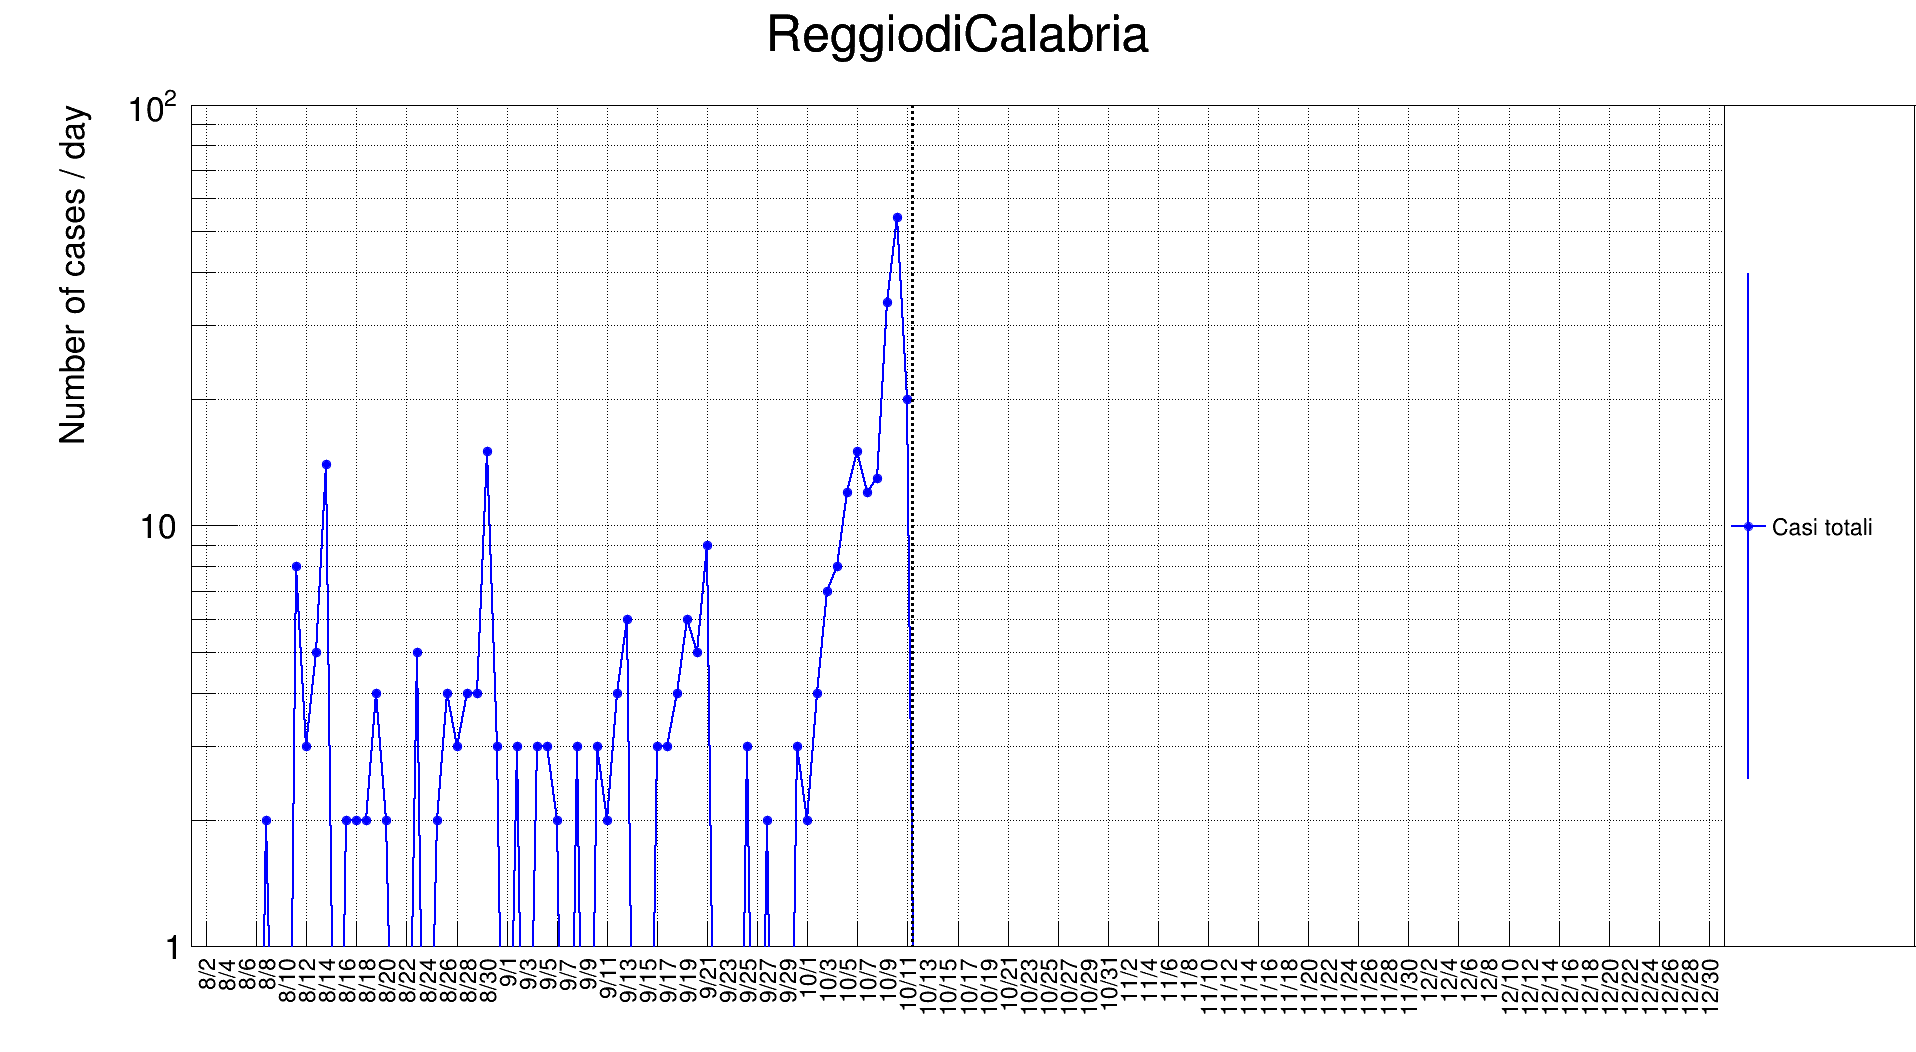 ReggiodiCalabria
Number of cases / day
10²
10
1
8/2 8/4 8/6 8/8 8/10 8/12 8/14 8/16 8/18 8/20 8/22 8/24 8/26 8/28 8/30 9/1 9/3 9/5 9/7 9/9 9/11 9/13 9/15 9/17 9/19 9/21 9/23 9/25 9/27 9/29 10/1 10/3 10/5 10/7 10/9 10/11 10/13 10/15 10/17 10/19 10/21 10/23 10/25 10/27 10/29 10/31 11/2 11/4 11/6 11/8 11/10 11/12 11/14 11/16 11/18 11/20 11/22 11/24 11/26 11/28 11/30 12/2 12/4 12/6 12/8 12/10 12/12 12/14 12/16 12/18 12/20 12/22 12/24 12/26 12/28 12/30
Casi totali